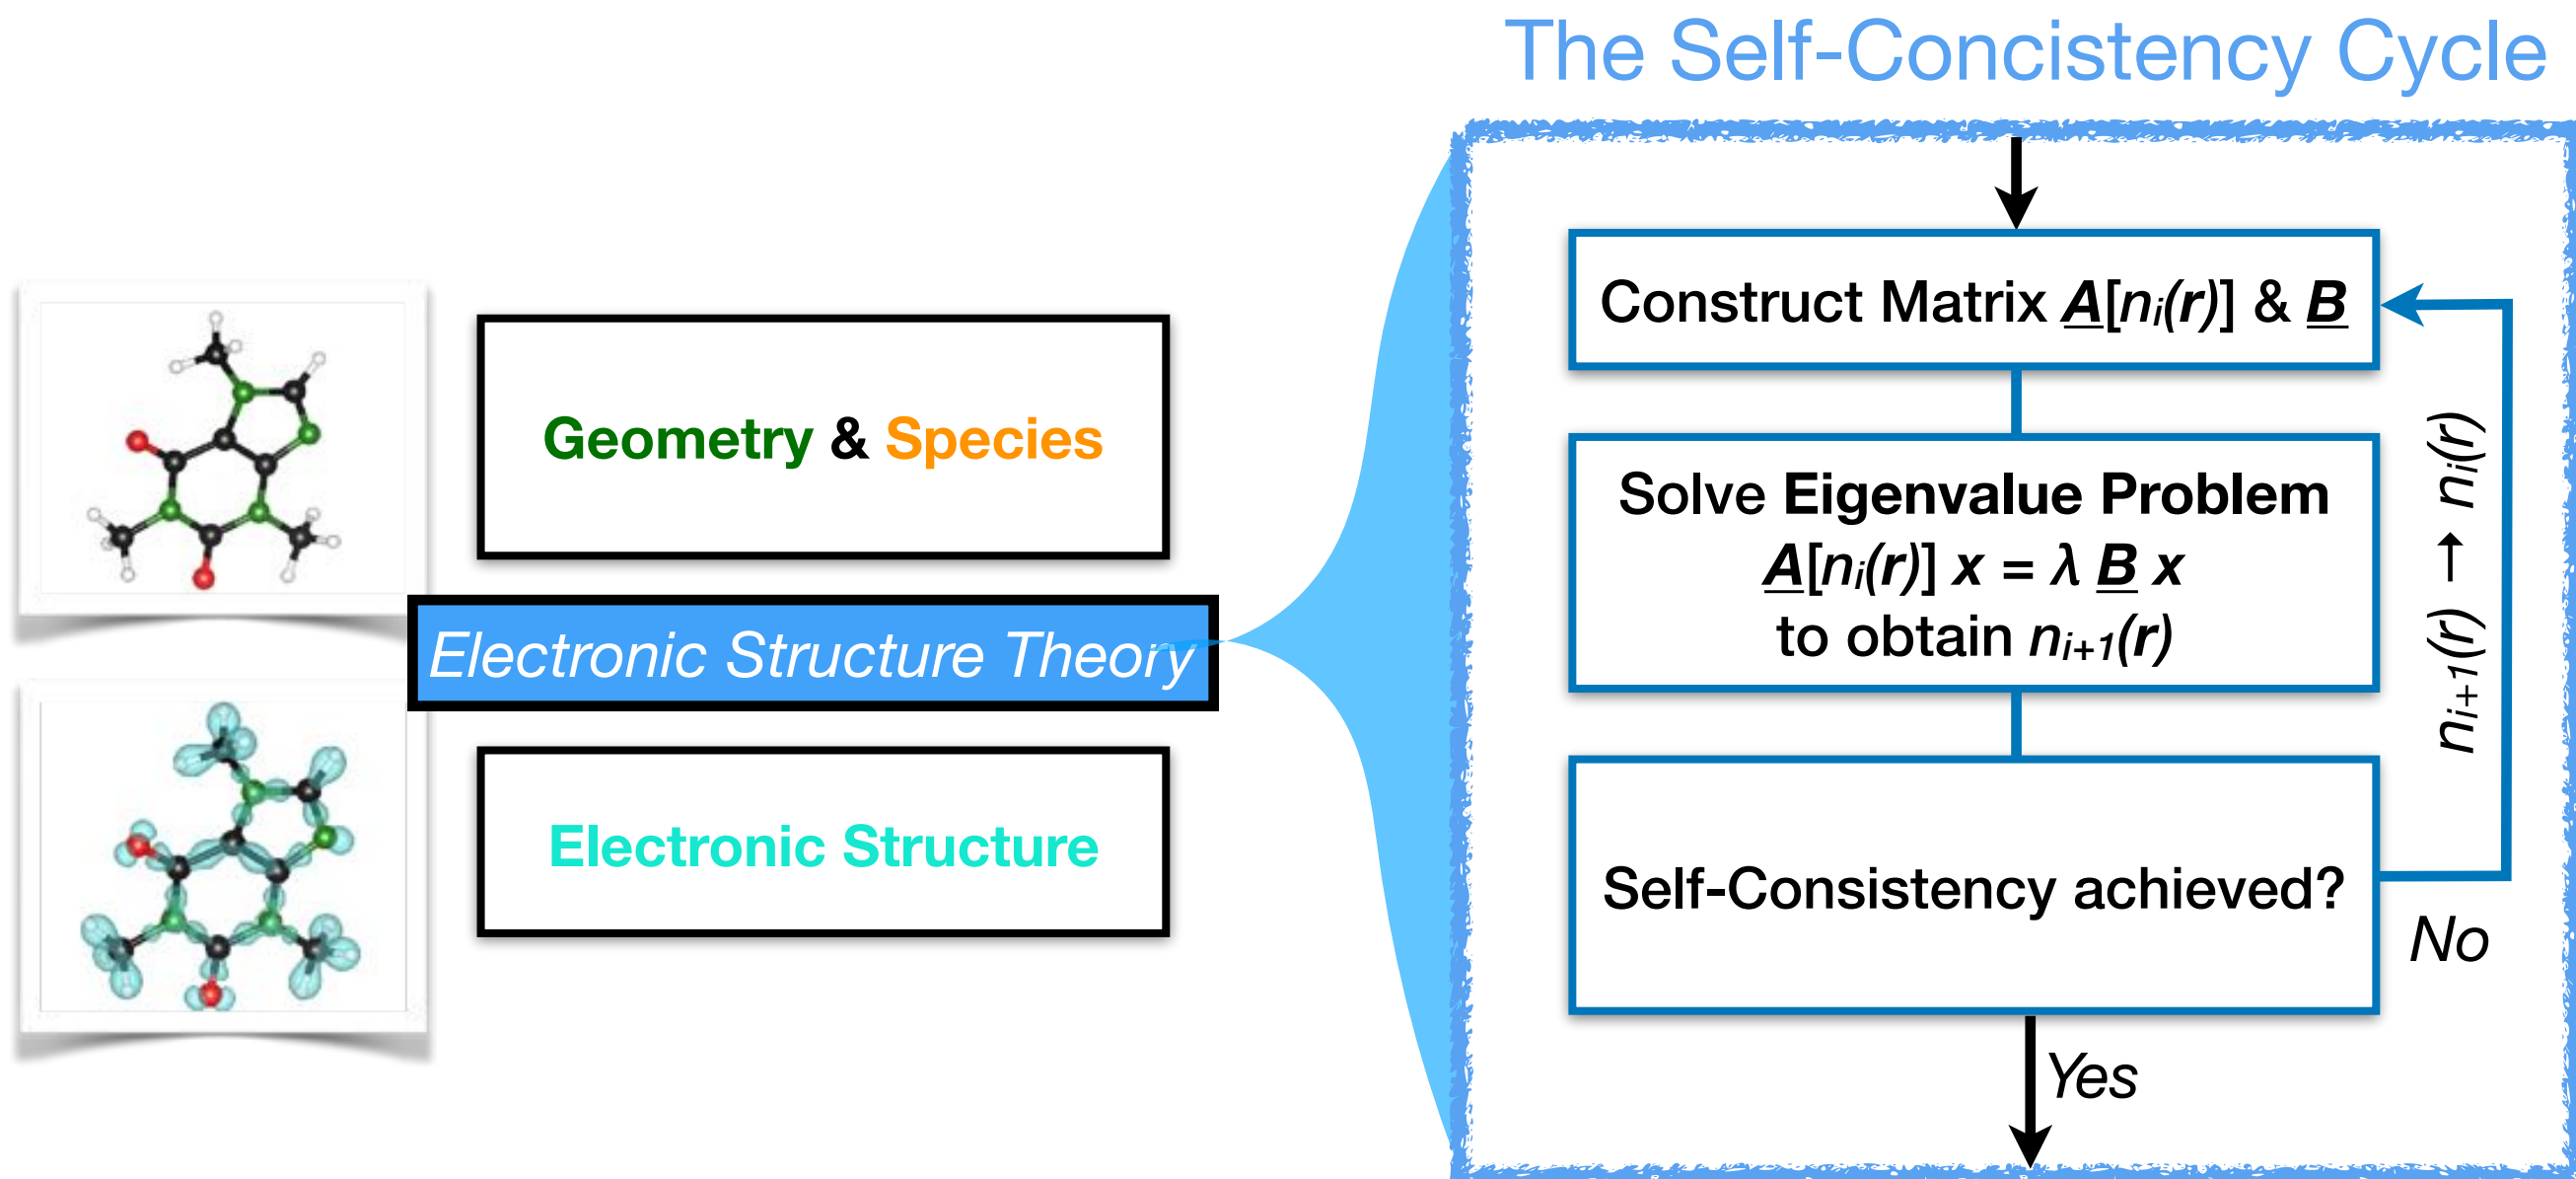 The Self-Concistency Cycle
Geometry & Species
Electronic Structure Theory
Electronic Structure
Construct Matrix A[nᵢ(r)] & B
Solve Eigenvalue Problem
A[nᵢ(r)] x = λ B x
to obtain nᵢ₊₁(r)
Self-Consistency achieved?
nᵢ₊₁(r) → nᵢ(r)
No
Yes